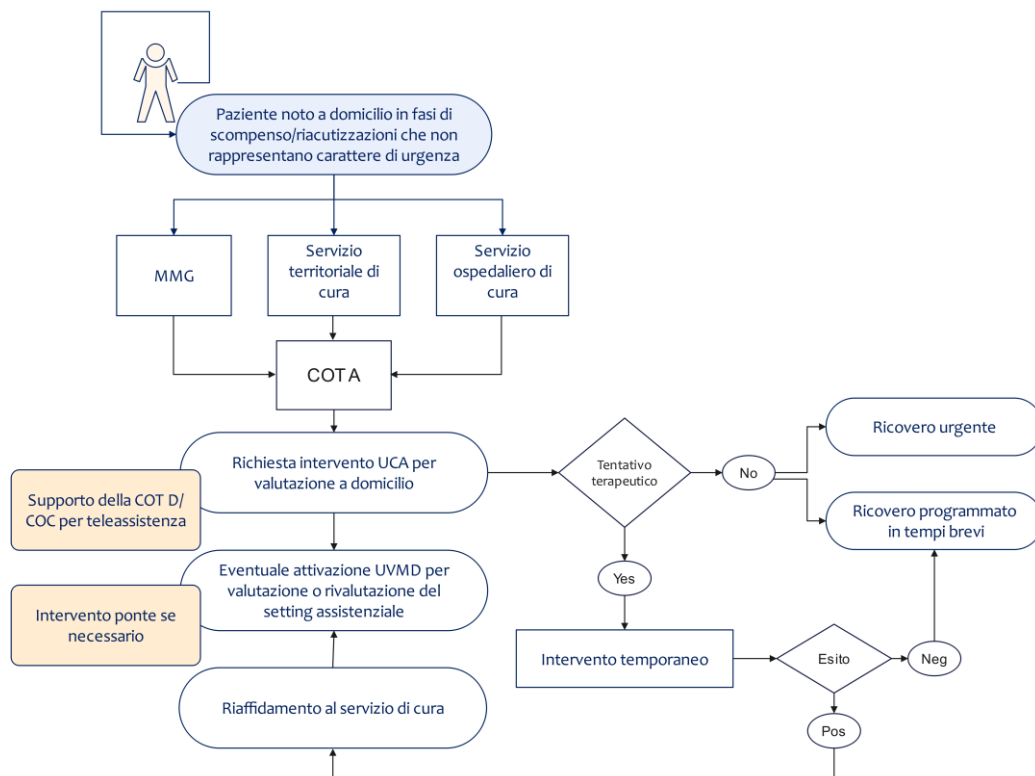 Paziente noto a domicilio in fasi di
scompenso/riacutizzazioni che non
rappresentano carattere di urgenza
MMG
Servizio
territoriale di
cura
Servizio
ospedaliero di
cura
COT A
Richiesta intervento UCA per
valutazione a domicilio
Supporto della COT D/
COC per teleassistenza
Tentativo
terapeutico
No
Ricovero urgente
Ricovero programmato
in tempi brevi
Eventuale attivazione UVMD per
valutazione o rivalutazione del
setting assistenziale
Intervento ponte se
necessario
Yes
Intervento temporaneo
Esito
Neg
Riaffidamento al servizio di cura
Pos